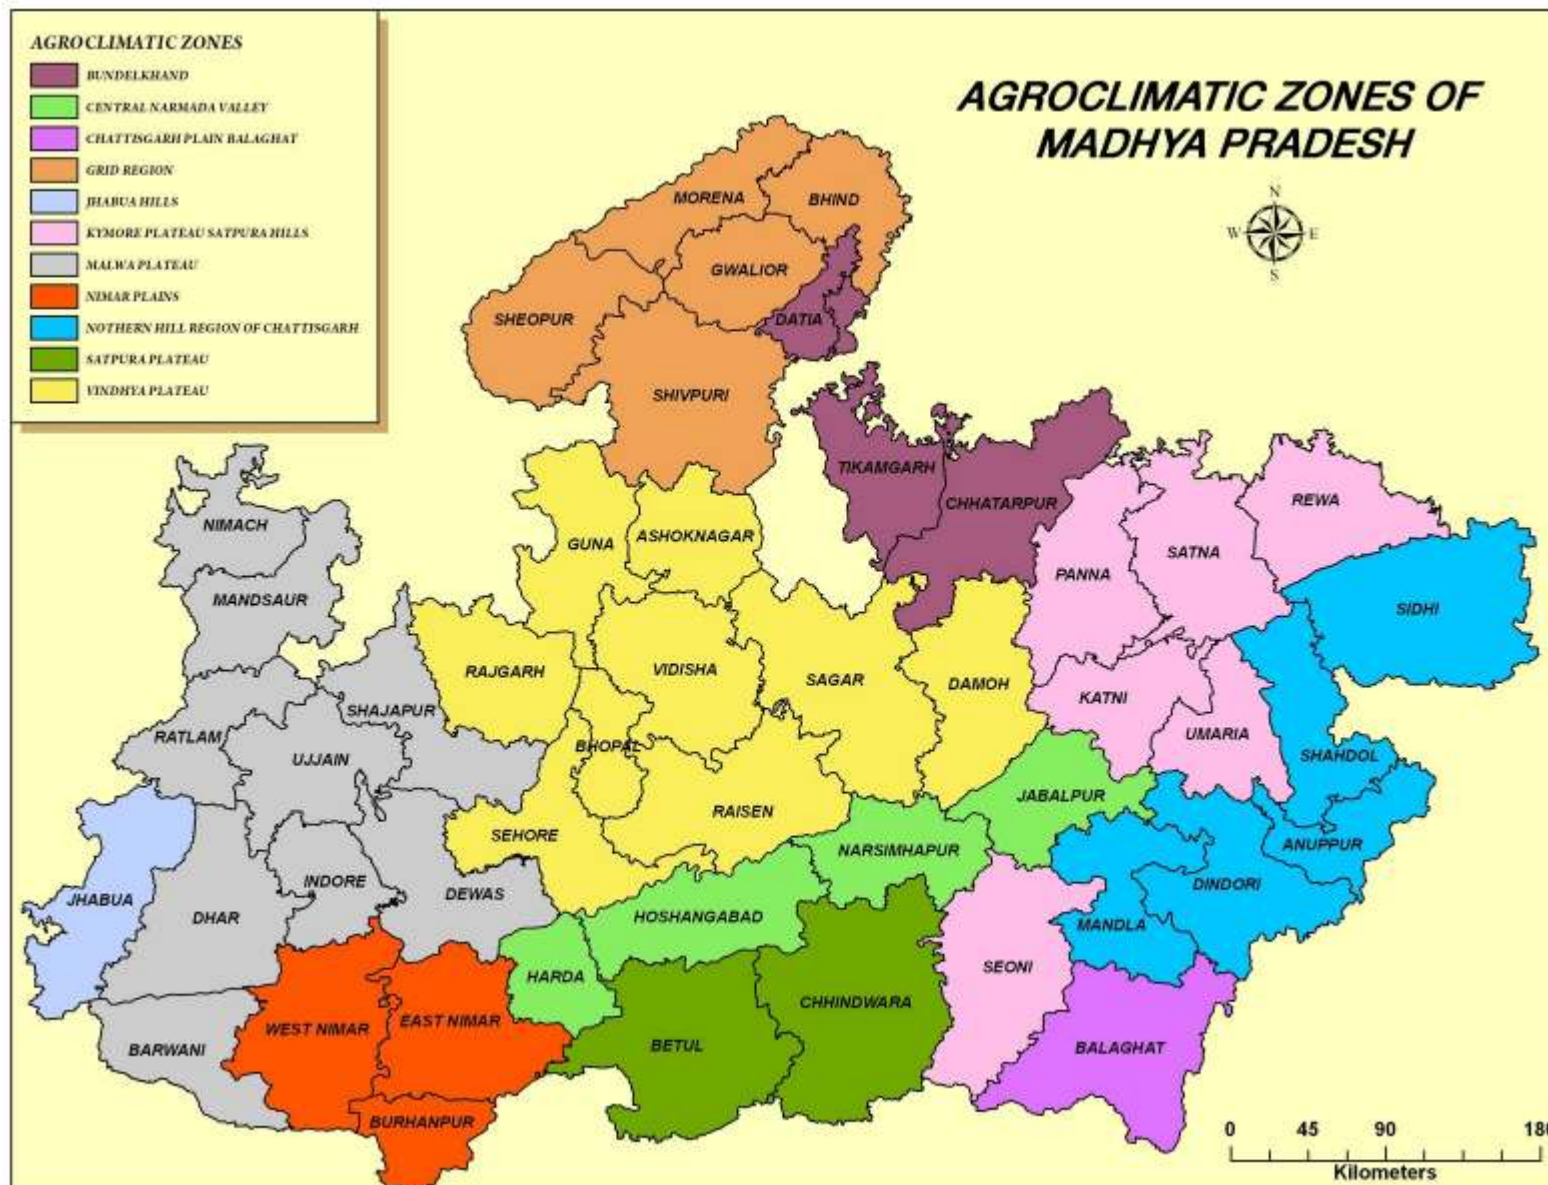 AGROCLIMATIC ZONES
BUNDELKHAND
CENTRAL NARMADA VALLEY
CHATTISGARH PLAIN BALAGHAT
GRID REGION
JHABUA HILLS
KYMORE PLATEAU SATPURA HILLS
MALWA PLATEAU
NIMAR PLAINS
NOTHERN HILL REGION OF CHATTISGARH
SATPURA PLATEAU
VINDHYA PLATEAU
AGROCLIMATIC ZONES OF
MADHYA PRADESH
N
W E
S
MORENA
BHIND
GWALIOR
SHEOPUR
DATIA
SHIVPURI
TIKAMGARH
CHHATARPUR
REWA
NIMACH
GUNA
ASHOKNAGAR
SATNA
PANNA
MANDSAUR
SIDHI
RAJGARH
VIDISHA
SAGAR
DAMOH
KATNI
SHAJAPUR
RATLAM
UMARIA
UJJAIN
BHOPAL
SHAHDOL
JABALPUR
RAISEN
SEHORE
NARSIMHAPUR
ANUPPUR
INDORE
DEWAS
DINDORI
JHABUA
DHAR
HOSHANGABAD
MANDLA
SEONI
HARDA
CHHINDWARA
WEST NIMAR
EAST NIMAR
BETUL
BALAGHAT
BARWANI
BURHANPUR
0 45 90 180
Kilometers